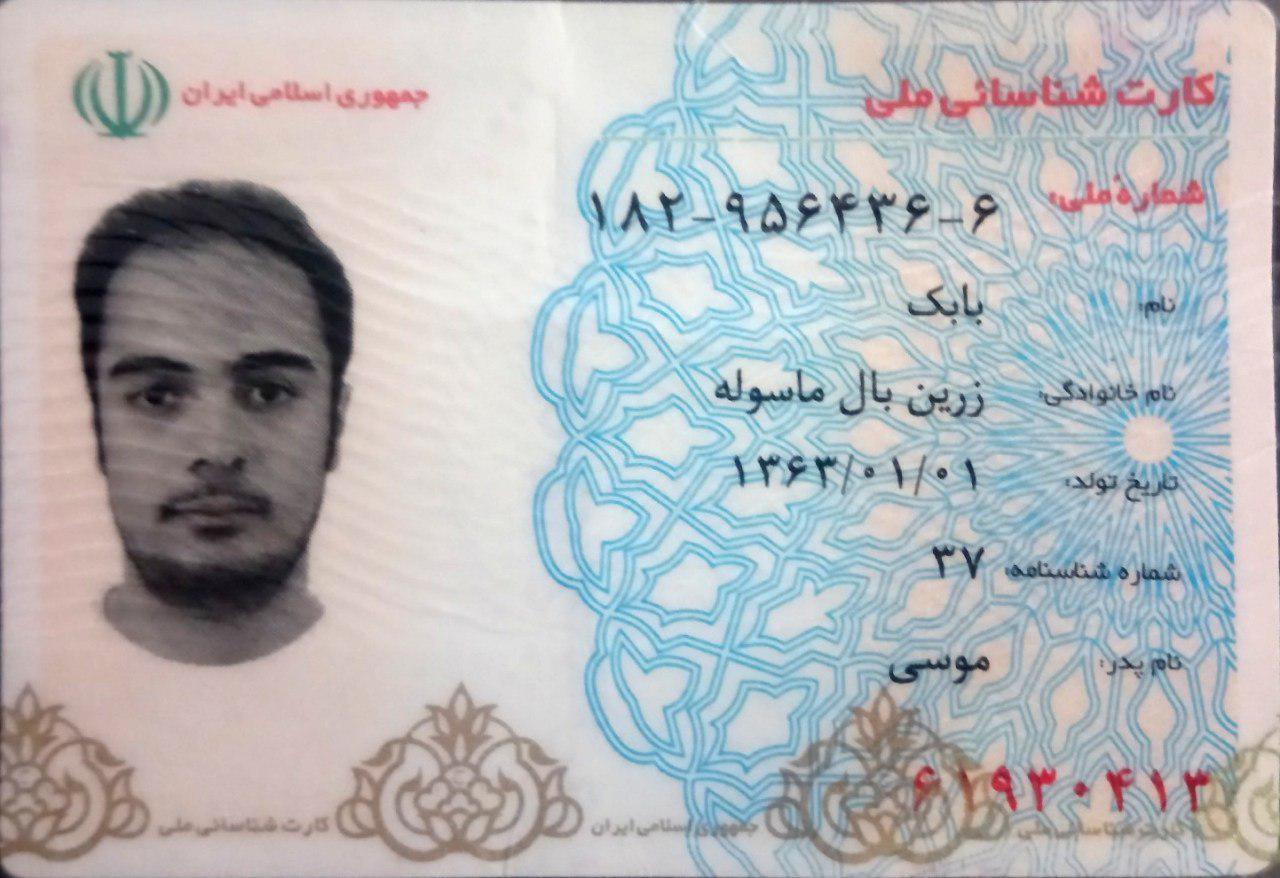 جمهوری اسلامی ایران
کارت شناسائی ملی
شمارهٔ ملی: ۱۸۲-۹۵۶۴۳۶-۶
نام: بابک
نام خانوادگی: زرین بال ماسوله
تاریخ تولد: ۱۳۶۳/۰۱/۰۱
شماره شناسنامه: ۳۷
نام پدر: موسی
۶۱۹۳۰۴۱۳
کارت شناسائی ملی
جمهوری اسلامی ایران
کارت شناسائی ملی